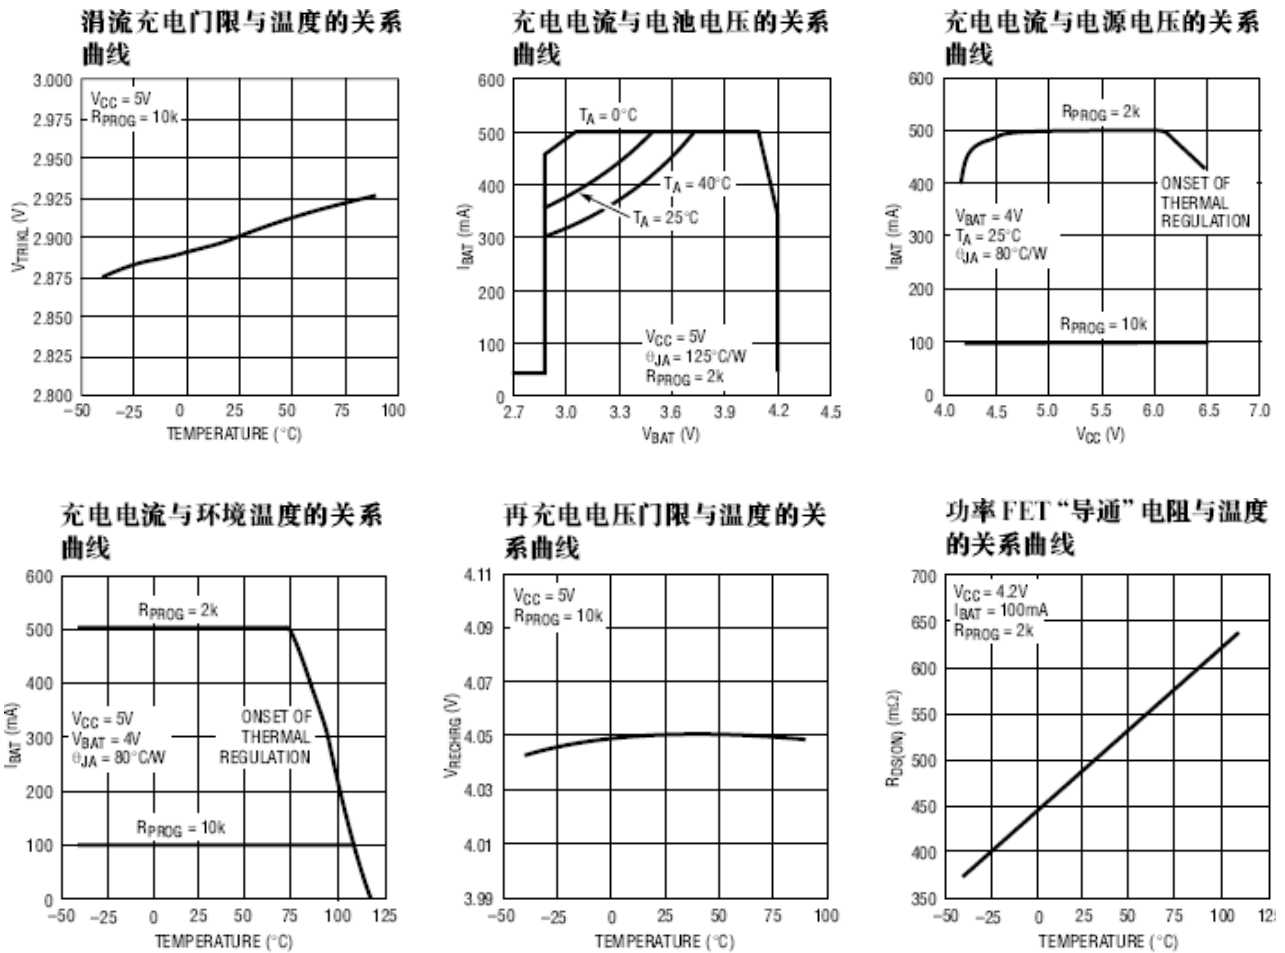 涓流充电门限与温度的关系
曲线
3.000
2.975
2.950
2.925
2.900
2.875
2.850
2.825
2.800
VTRIKL (V)
VCC = 5V
RPROG = 10k
−50 −25 0 25 50 75 100
TEMPERATURE (°C)
充电电流与电池电压的关系
曲线
600
500
400
300
200
100
0
IBAT (mA)
TA = 0°C
TA = 40°C
TA = 25°C
VCC = 5V
θJA = 125°C/W
RPROG = 2k
2.7 3.0 3.3 3.6 3.9 4.2 4.5
VBAT (V)
充电电流与电源电压的关系
曲线
600
500
400
300
200
100
0
IBAT (mA)
RPROG = 2k
ONSET OF
THERMAL
REGULATION
VBAT = 4V
TA = 25°C
θJA = 80°C/W
RPROG = 10k
4.0 4.5 5.0 5.5 6.0 6.5 7.0
VCC (V)
充电电流与环境温度的关系
曲线
600
500
400
300
200
100
0
IBAT (mA)
RPROG = 2k
VCC = 5V
VBAT = 4V
θJA = 80°C/W
ONSET OF
THERMAL
REGULATION
RPROG = 10k
−50 −25 0 25 50 75 100 125
TEMPERATURE (°C)
再充电电压门限与温度的关
系曲线
4.11
4.09
4.07
4.05
4.03
4.01
3.99
VRECHRG (V)
VCC = 5V
RPROG = 10k
−50 −25 0 25 50 75 100
TEMPERATURE (°C)
功率 FET “导通” 电阻与温度
的关系曲线
700
650
600
550
500
450
400
350
RDS(ON) (mΩ)
VCC = 4.2V
IBAT = 100mA
RPROG = 2k
−50 −25 0 25 50 75 100 125
TEMPERATURE (°C)